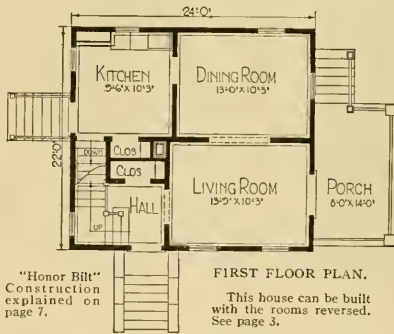 24'-0"
KITCHEN
9'-6" X 10'-3"
DINING ROOM
13'-0" X 10'-3"
22'-0"
DOWN
CLOS
CLOS
LIVING ROOM
13'-9" X 10'-3"
PORCH
8'-0" X 14'-0"
HALL
UP
"Honor Bilt"
Construction
explained on
page 7.
FIRST FLOOR PLAN.
This house can be built
with the rooms reversed.
See page 3.